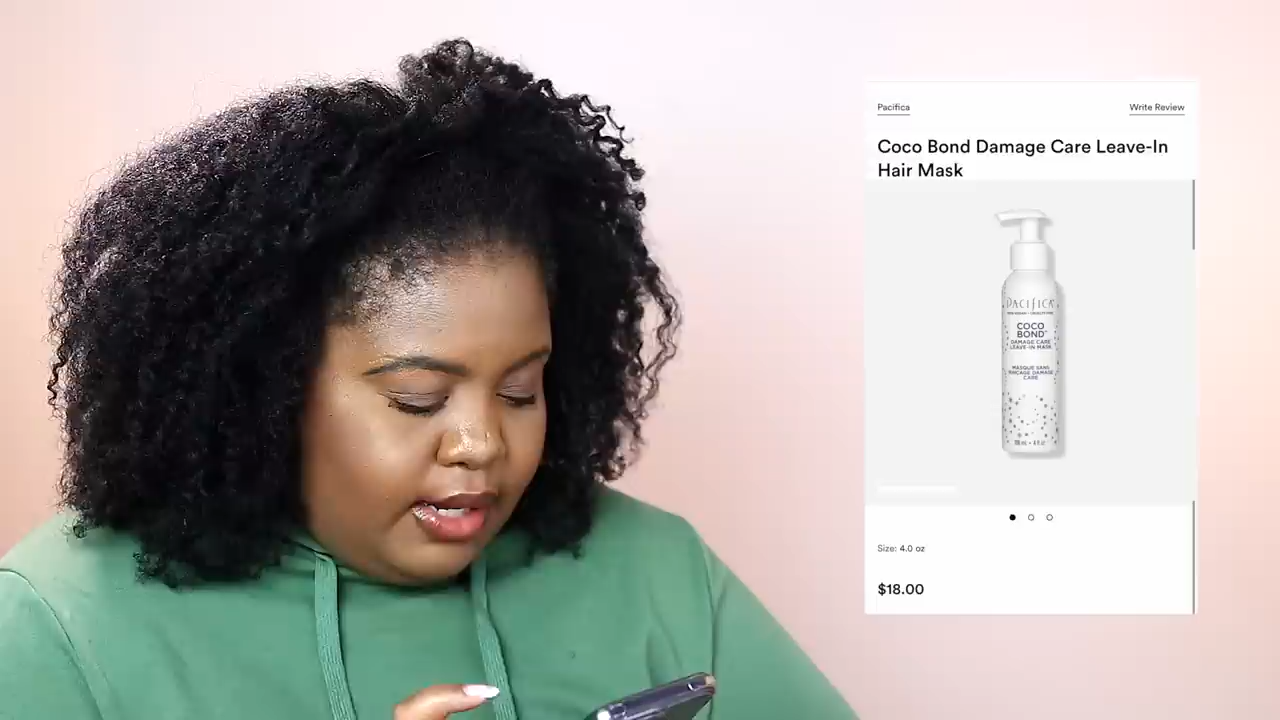 Pacifica
Write Review
Coco Bond Damage Care Leave-In
Hair Mask
PACIFICA
COCO
BOND
DAMAGE CARE
LEAVE-IN MASK
MASQUE SANS
RINCAGE DAMAGE
CARE
Size: 4.0 oz
$18.00